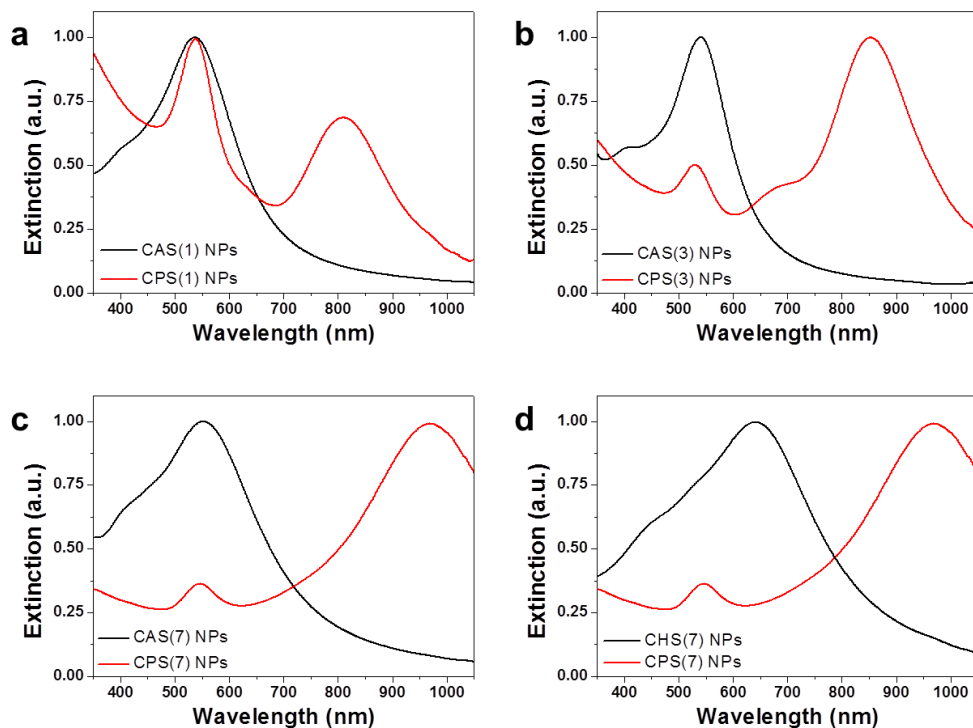 a
1.00
0.75
0.50
0.25
0.00
Extinction (a.u.)
CAS(1) NPs
CPS(1) NPs
400 500 600 700 800 900 1000
Wavelength (nm)
b
1.00
0.75
0.50
0.25
0.00
Extinction (a.u.)
CAS(3) NPs
CPS(3) NPs
400 500 600 700 800 900 1000
Wavelength (nm)
c
1.00
0.75
0.50
0.25
0.00
Extinction (a.u.)
CAS(7) NPs
CPS(7) NPs
400 500 600 700 800 900 1000
Wavelength (nm)
d
1.00
0.75
0.50
0.25
0.00
Extinction (a.u.)
CHS(7) NPs
CPS(7) NPs
400 500 600 700 800 900 1000
Wavelength (nm)